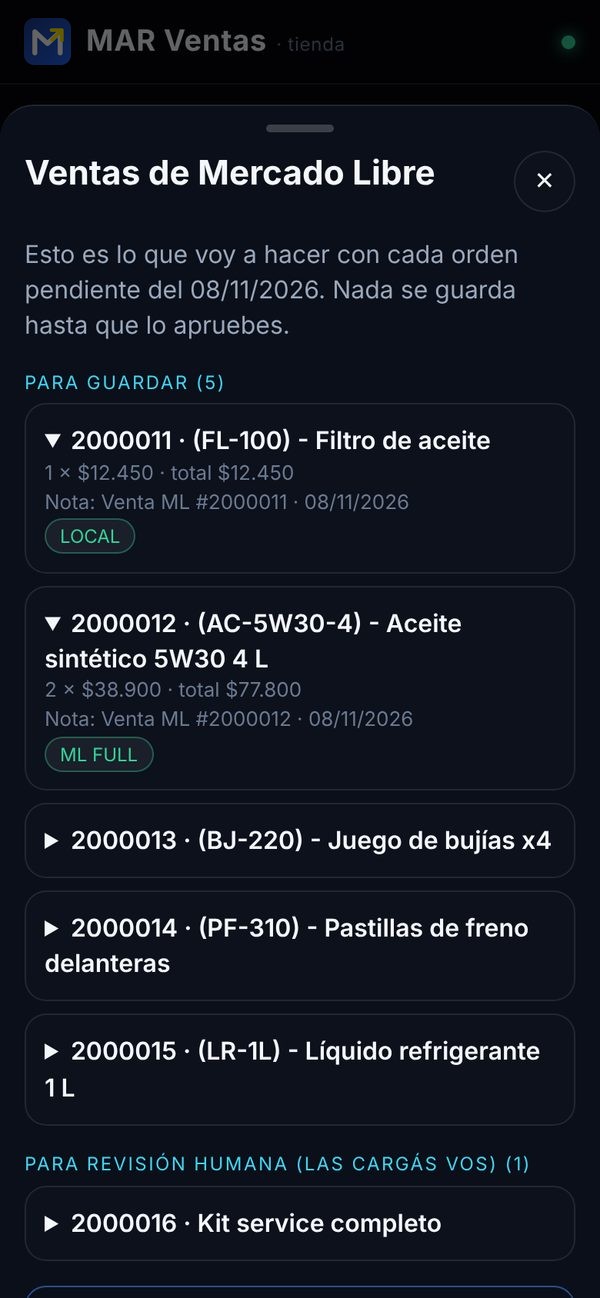 MAR Ventas · tienda
Ventas de Mercado Libre
Esto es lo que voy a hacer con cada orden
pendiente del 08/11/2026. Nada se guarda
hasta que lo apruebes.
PARA GUARDAR (5)
2000011 · (FL-100) - Filtro de aceite
1 × $12.450 · total $12.450
Nota: Venta ML #2000011 · 08/11/2026
LOCAL
2000012 · (AC-5W30-4) - Aceite
sintético 5W30 4 L
2 × $38.900 · total $77.800
Nota: Venta ML #2000012 · 08/11/2026
ML FULL
2000013 · (BJ-220) - Juego de bujías x4
2000014 · (PF-310) - Pastillas de freno
delanteras
2000015 · (LR-1L) - Líquido refrigerante
1 L
PARA REVISIÓN HUMANA (LAS CARGÁS VOS) (1)
2000016 · Kit service completo